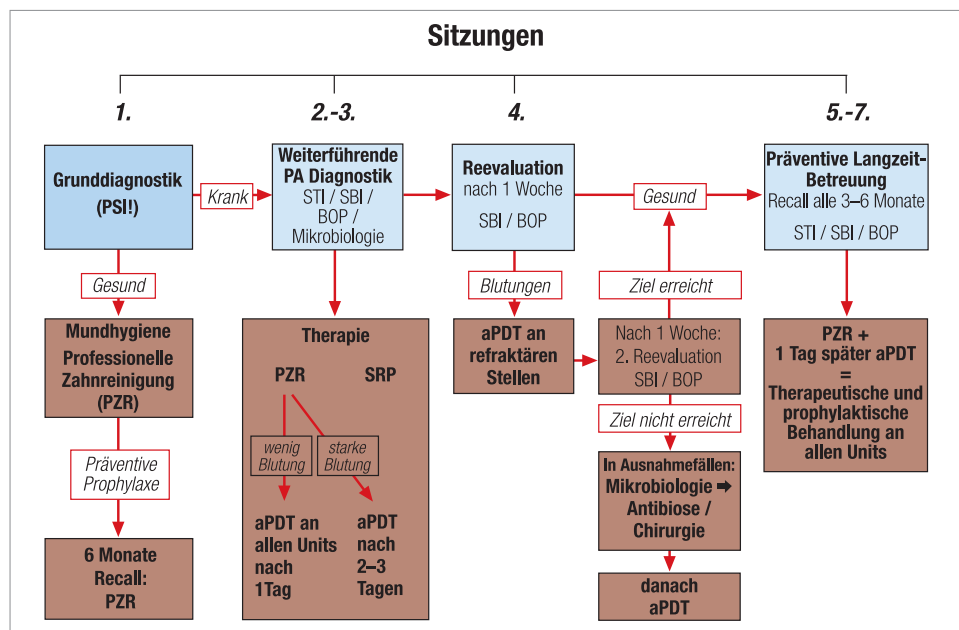 Sitzungen
1.
2.-3.
4.
5.-7.
Grunddiagnostik
(PSI!)
Krank
Weiterführende
PA Diagnostik
STI / SBI /
BOP /
Mikrobiologie
Reevaluation
nach 1 Woche
SBI / BOP
Gesund
Präventive Langzeit-
Betreuung
Recall alle 3–6 Monate
STI / SBI / BOP
Gesund
Mundhygiene
Professionelle
Zahnreinigung
(PZR)
Präventive
Prophylaxe
6 Monate
Recall:
PZR
Therapie
PZR SRP
wenig
Blutung
starke
Blutung
aPDT an
allen Units
nach
1Tag
aPDT
nach
2–3
Tagen
Blutungen
aPDT an
refraktären
Stellen
Ziel erreicht
Nach 1 Woche:
2. Reevaluation
SBI / BOP
Ziel nicht erreicht
In Ausnahmefällen:
Mikrobiologie ➡
Antibiose /
Chirurgie
danach
aPDT
PZR +
1 Tag später aPDT
=
Therapeutische und
prophylaktische
Behandlung an
allen Units